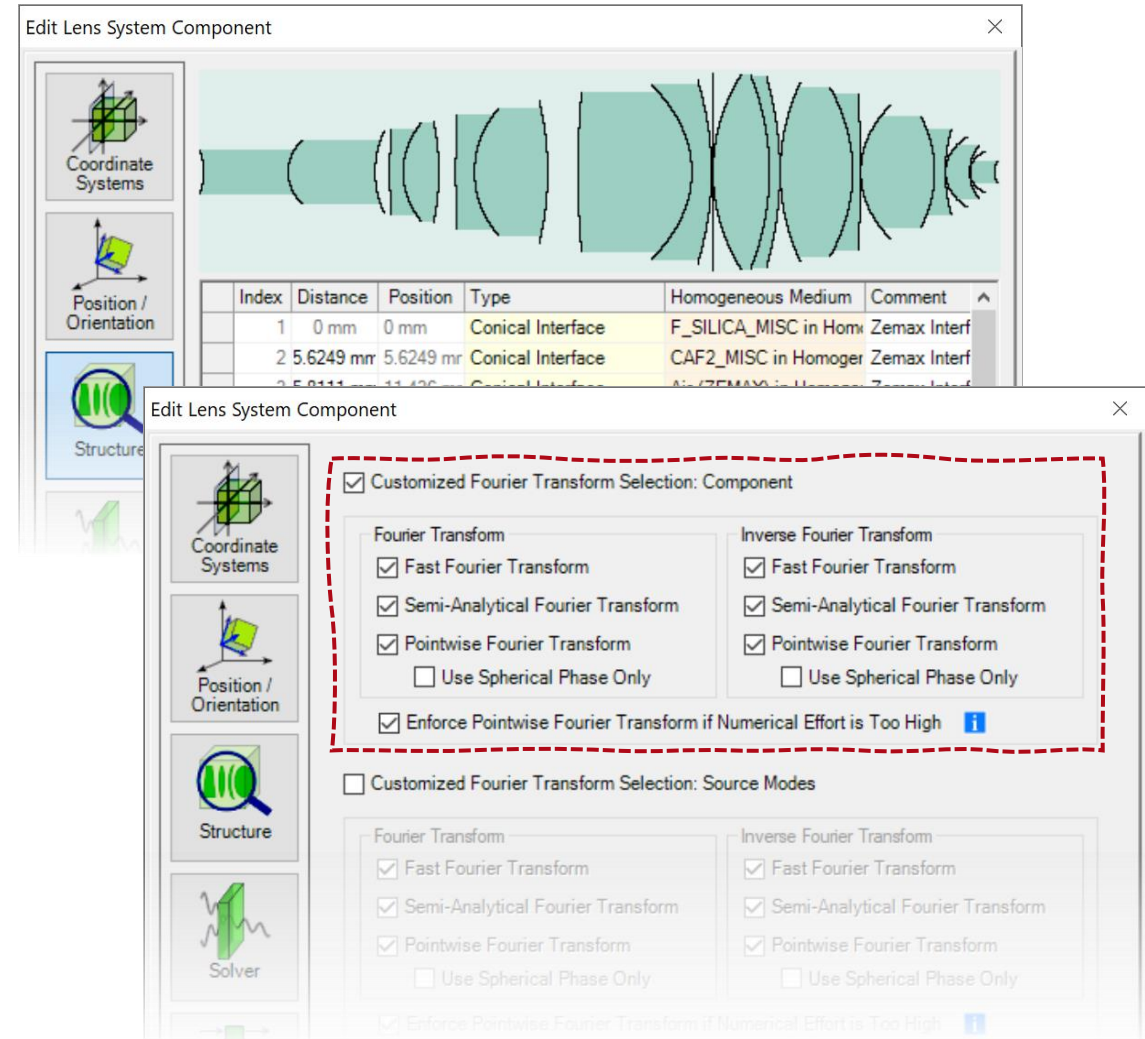 Edit Lens System Component
Coordinate
Systems
Position /
Orientation
Structure
Index Distance Position Type Homogeneous Medium Comment
1 0 mm 0 mm Conical Interface F_SILICA_MISC in Home Zemax Interf
2 5.6249 mm 5.6249 mr Conical Interface CAF2_MISC in Homoger Zemax Interf
Edit Lens System Component
Coordinate
Systems
Position /
Orientation
Structure
Solver
Customized Fourier Transform Selection: Component
Fourier Transform
Fast Fourier Transform
Semi-Analytical Fourier Transform
Pointwise Fourier Transform
Use Spherical Phase Only
Inverse Fourier Transform
Fast Fourier Transform
Semi-Analytical Fourier Transform
Pointwise Fourier Transform
Use Spherical Phase Only
Enforce Pointwise Fourier Transform if Numerical Effort is Too High
Customized Fourier Transform Selection: Source Modes
Fourier Transform
Fast Fourier Transform
Semi-Analytical Fourier Transform
Pointwise Fourier Transform
Use Spherical Phase Only
Inverse Fourier Transform
Fast Fourier Transform
Semi-Analytical Fourier Transform
Pointwise Fourier Transform
Use Spherical Phase Only
Enforce Pointwise Fourier Transform if Numerical Effort is Too High